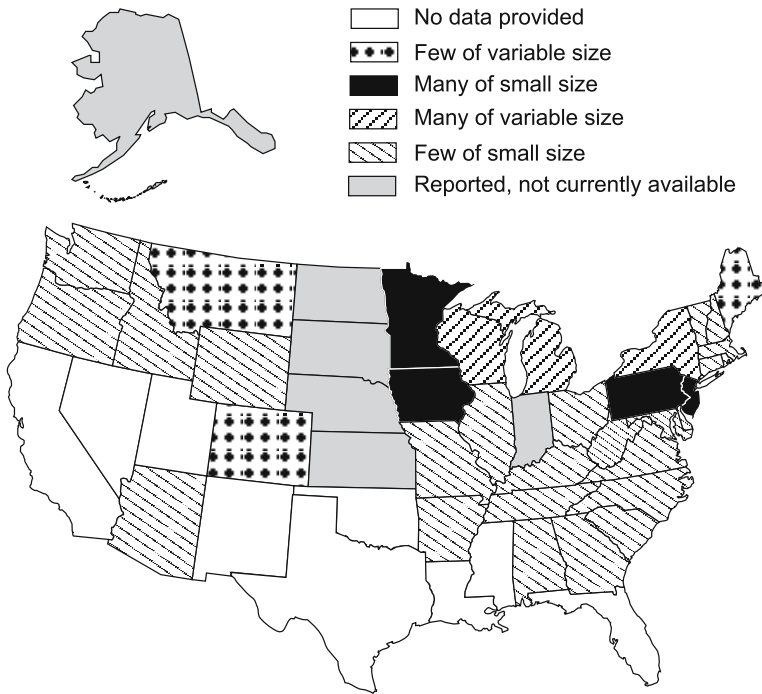 No data provided
Few of variable size
Many of small size
Many of variable size
Few of small size
Reported, not currently available